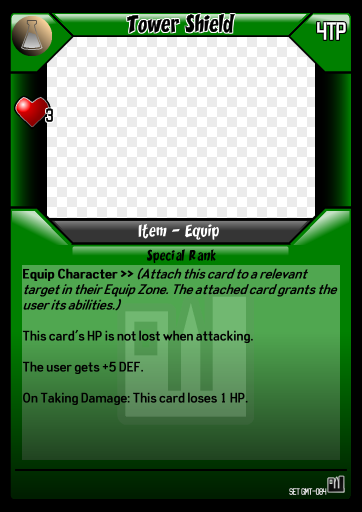 Tower Shield
4TP
3
Item - Equip
Special Rank
Equip Character >> (Attach this card to a relevant
target in their Equip Zone. The attached card grants the
user its abilities.)
This card's HP is not lost when attacking.
The user gets +5 DEF.
On Taking Damage: This card loses 1 HP.
SET GMT-084